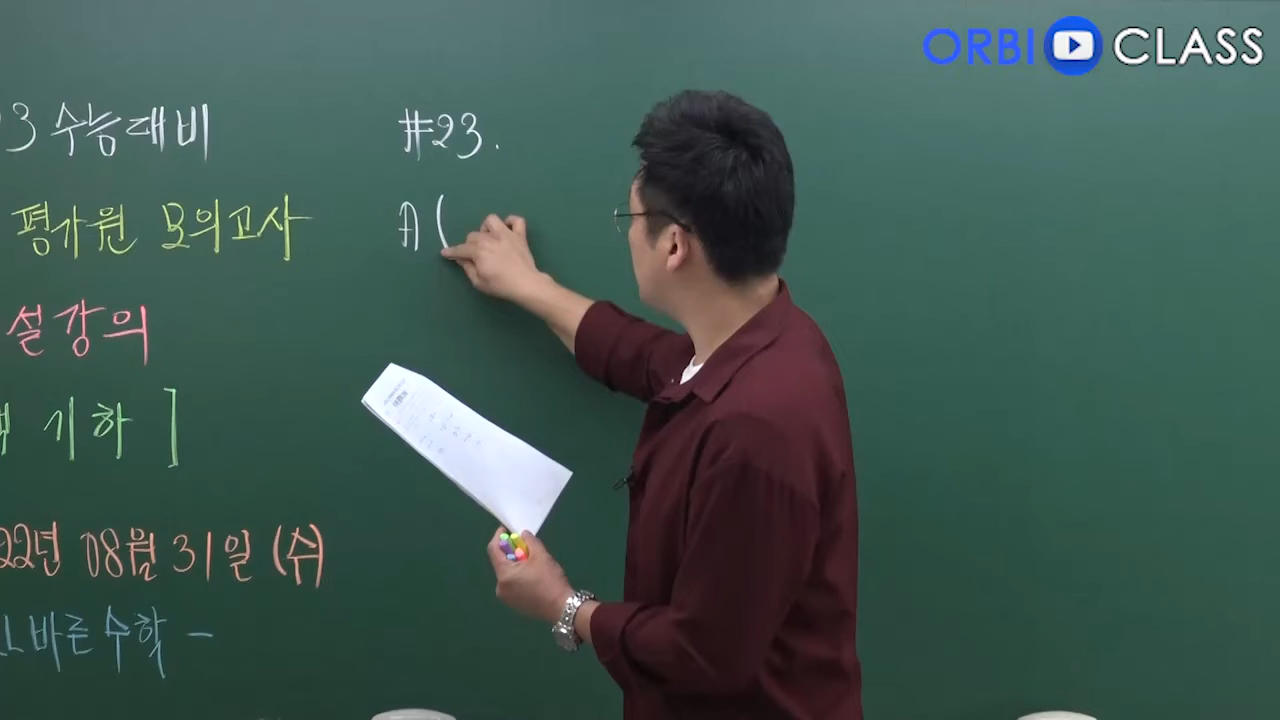 ORBI CLASS
3 수능대비
평가원 모의고사
설강의
기하 ]
22년 08월 31일 (수)
바른수학 -
#23.
A (